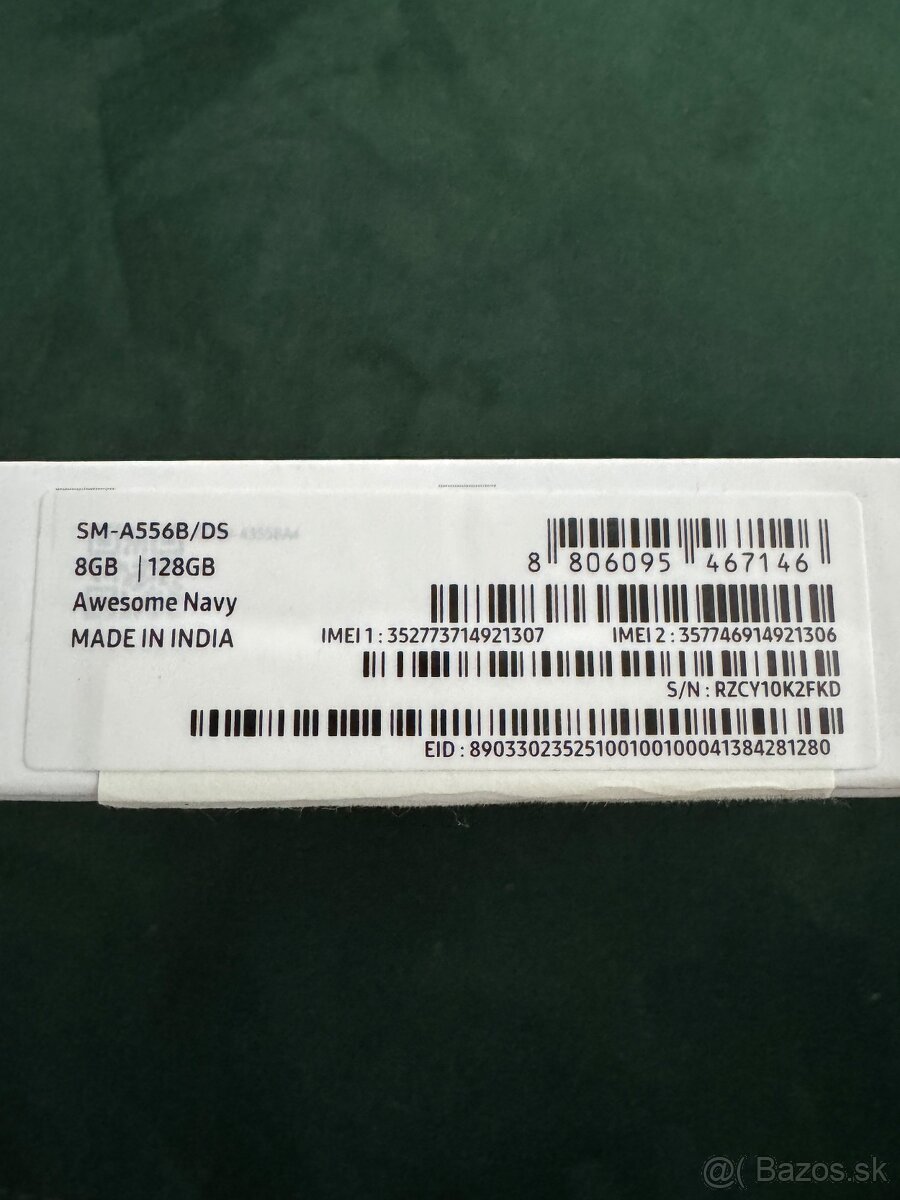 SM-A556B/DS
8GB | 128GB
Awesome Navy
MADE IN INDIA
8 806095 467146
IMEI 1 : 352773714921307 IMEI 2 : 357746914921306
S/N : RZCY10K2FKD
EID : 89033023525100100100041384281280
@( Bazos.sk